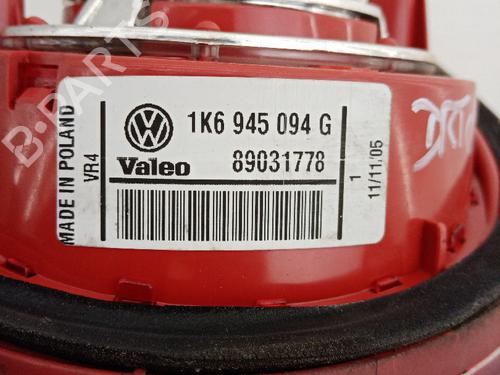 MADE IN POLAND
VR4
1K6 945 094 G
Valeo
89031778
1
11/11/05
B-PARTS